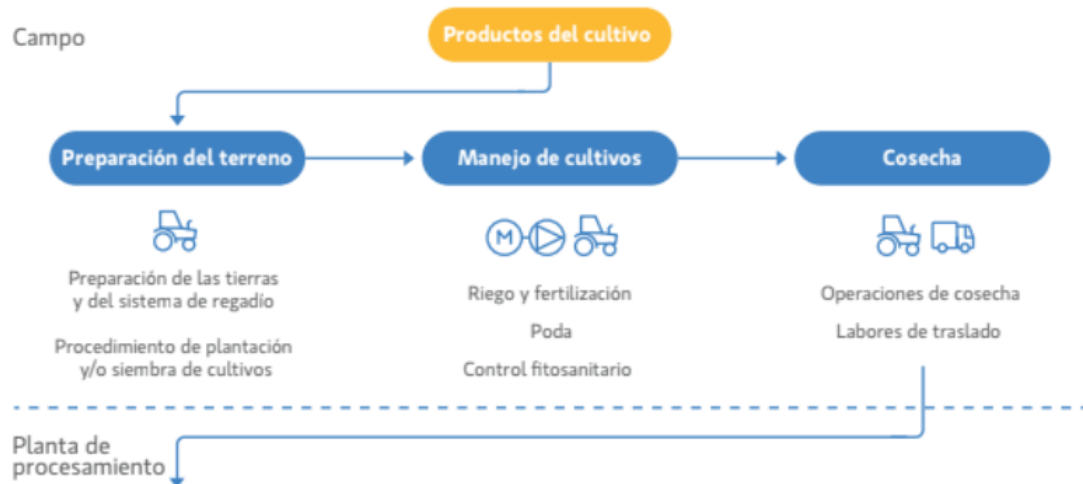 Campo
Productos del cultivo
Preparación del terreno
Manejo de cultivos
Cosecha
M
Preparación de las tierras
y del sistema de regadío
Procedimiento de plantación
y/o siembra de cultivos
Riego y fertilización
Poda
Control fitosanitario
Operaciones de cosecha
Labores de traslado
Planta de
procesamiento